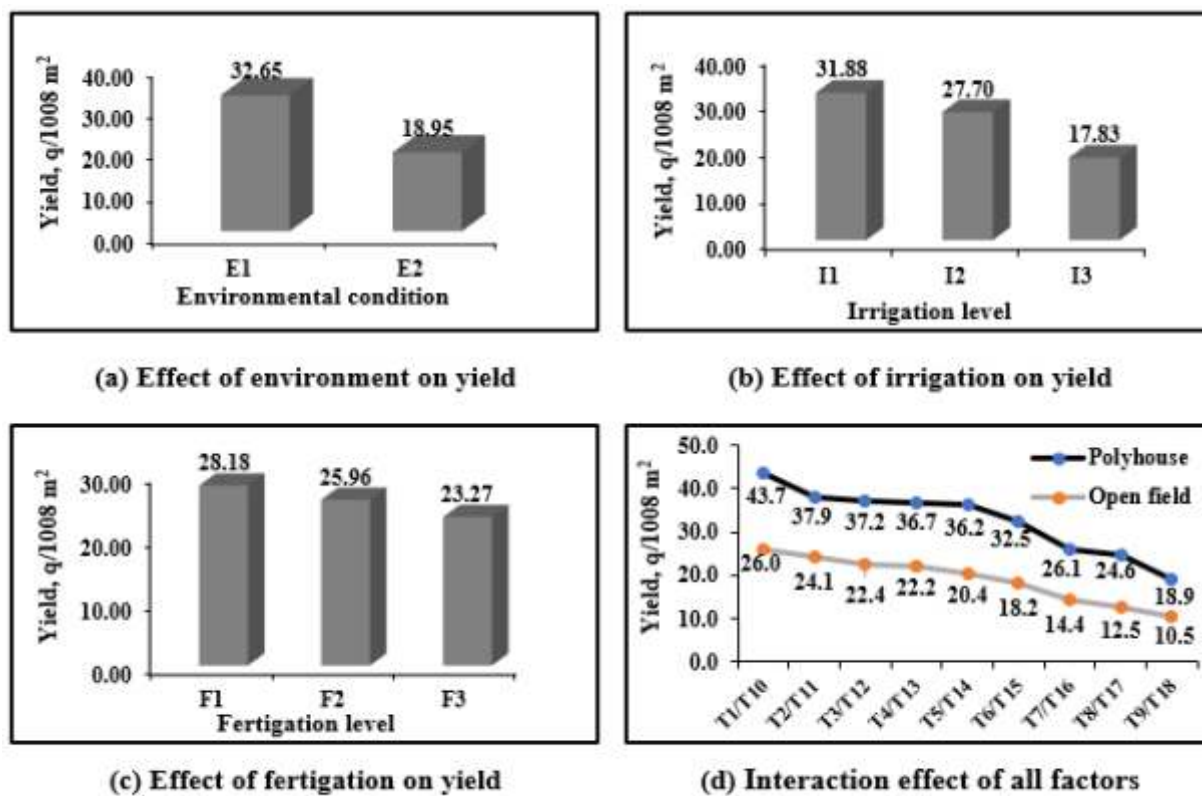 Yield, q/1008 m²
40.00
30.00
20.00
10.00
0.00
32.65
18.95
E1
E2
Environmental condition
(a) Effect of environment on yield
Yield, q/1008 m²
40.00
30.00
20.00
10.00
0.00
31.88
27.70
17.83
I1
I2
I3
Irrigation level
(b) Effect of irrigation on yield
Yield, q/1008 m²
30.00
20.00
10.00
0.00
28.18
25.96
23.27
F1
F2
F3
Fertigation level
(c) Effect of fertigation on yield
Yield, q/1008 m²
50.0
40.0
30.0
20.0
10.0
0.0
Polyhouse
Open field
43.7
37.9
37.2
36.7
36.2
32.5
26.1
24.6
18.9
26.0
24.1
22.4
22.2
20.4
18.2
14.4
12.5
10.5
T1/T10
T2/T11
T3/T12
T4/T13
T5/T14
T6/T15
T7/T16
T8/T17
T9/T18
(d) Interaction effect of all factors